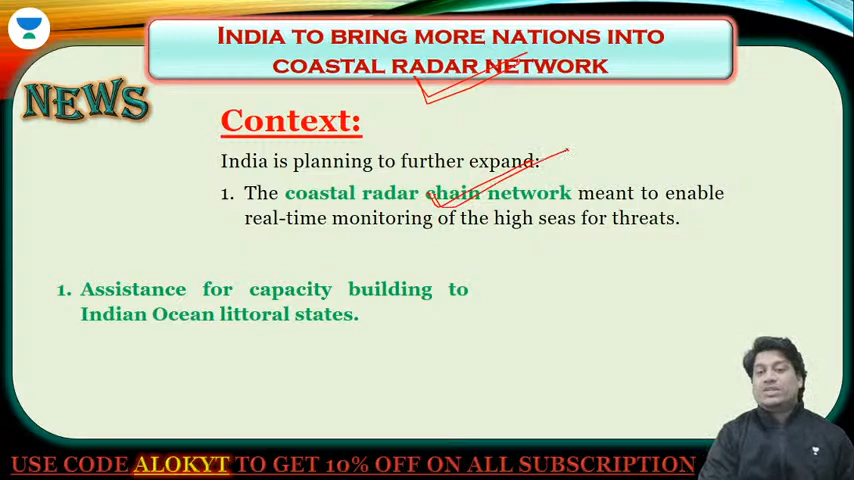 INDIA TO BRING MORE NATIONS INTO
COASTAL RADAR NETWORK
NEWS
Context:
India is planning to further expand:
1. The coastal radar chain network meant to enable
real-time monitoring of the high seas for threats.
1. Assistance for capacity building to
Indian Ocean littoral states.
USE CODE ALOKYT TO GET 10% OFF ON ALL SUBSCRIPTION